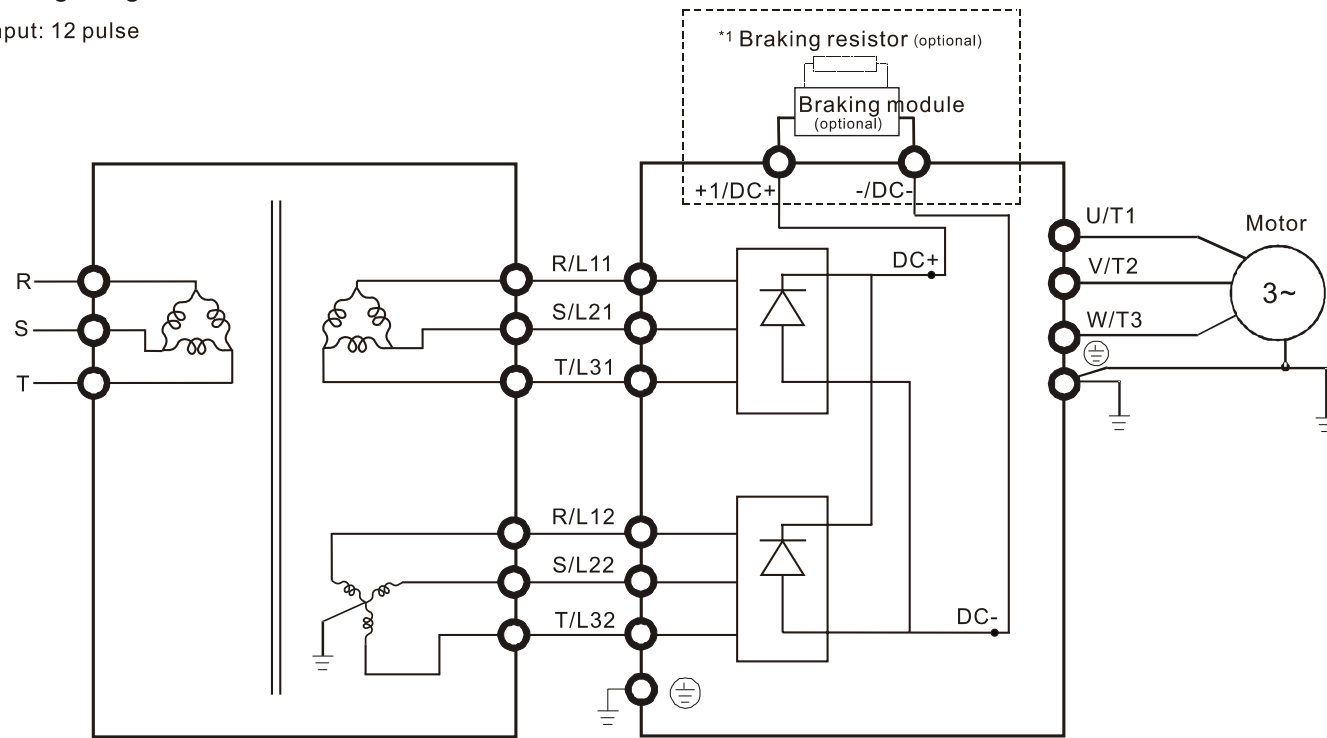 12 pulse
*1 Braking resistor (optional)
Braking module
(optional)
+1/DC+
-/DC-
U/T1
Motor
V/T2
3~
W/T3
R
S
T
R/L11
S/L21
T/L31
DC+
R/L12
S/L22
T/L32
DC-